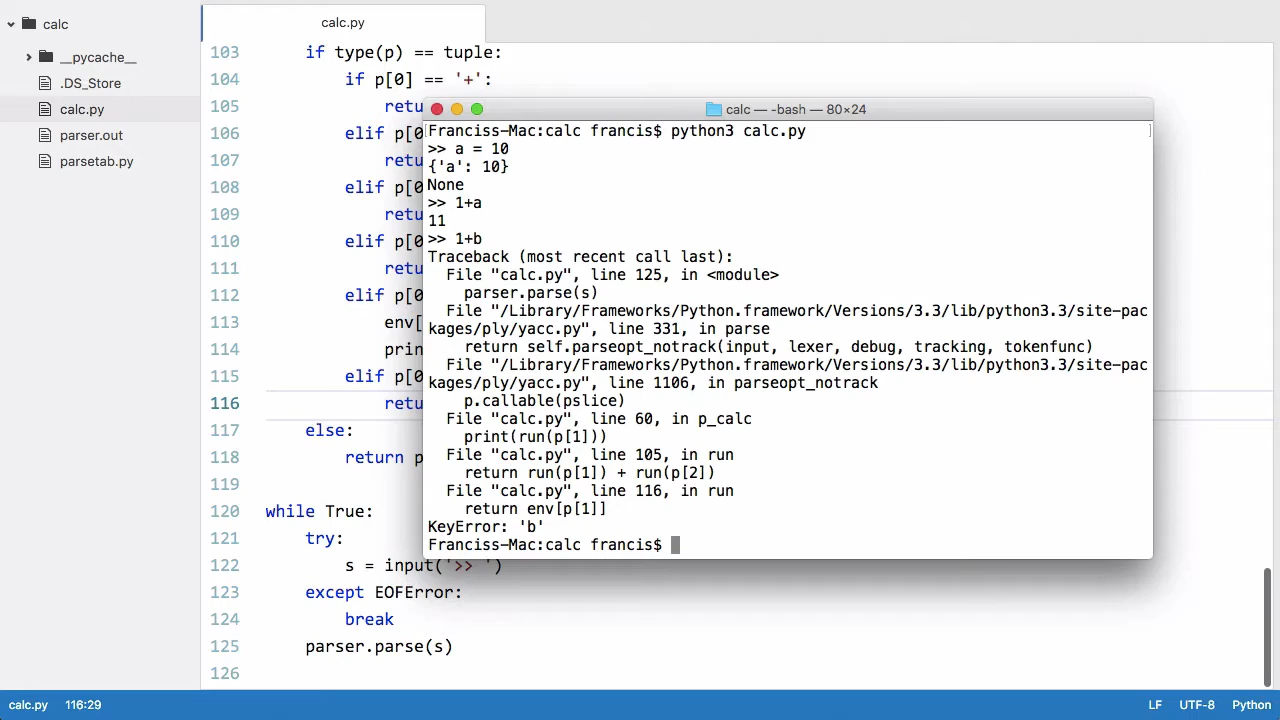 calc
__pycache__
.DS_Store
calc.py
parser.out
parsetab.py
calc.py
103 if type(p) == tuple:
104 if p[0] == '+':
105 retu
106 elif p[0
107 retu
108 elif p[0
109 retu
110 elif p[0
111 retu
112 elif p[0
113 env[
114 prin
115 elif p[0
116 retu
117 else:
118 return p
119
120 while True:
121 try:
122 s = input('>> ')
123 except EOFError:
124 break
125 parser.parse(s)
126
calc — -bash — 80×24
Franciss-Mac:calc francis$ python3 calc.py
>> a = 10
{'a': 10}
None
>> 1+a
11
>> 1+b
Traceback (most recent call last):
File "calc.py", line 125, in <module>
parser.parse(s)
File "/Library/Frameworks/Python.framework/Versions/3.3/lib/python3.3/site-pac
kages/ply/yacc.py", line 331, in parse
return self.parseopt_notrack(input, lexer, debug, tracking, tokenfunc)
File "/Library/Frameworks/Python.framework/Versions/3.3/lib/python3.3/site-pac
kages/ply/yacc.py", line 1106, in parseopt_notrack
p.callable(pslice)
File "calc.py", line 60, in p_calc
print(run(p[1]))
File "calc.py", line 105, in run
return run(p[1]) + run(p[2])
File "calc.py", line 116, in run
return env[p[1]]
KeyError: 'b'
Franciss-Mac:calc francis$
calc.py 116:29 LF UTF-8 Python